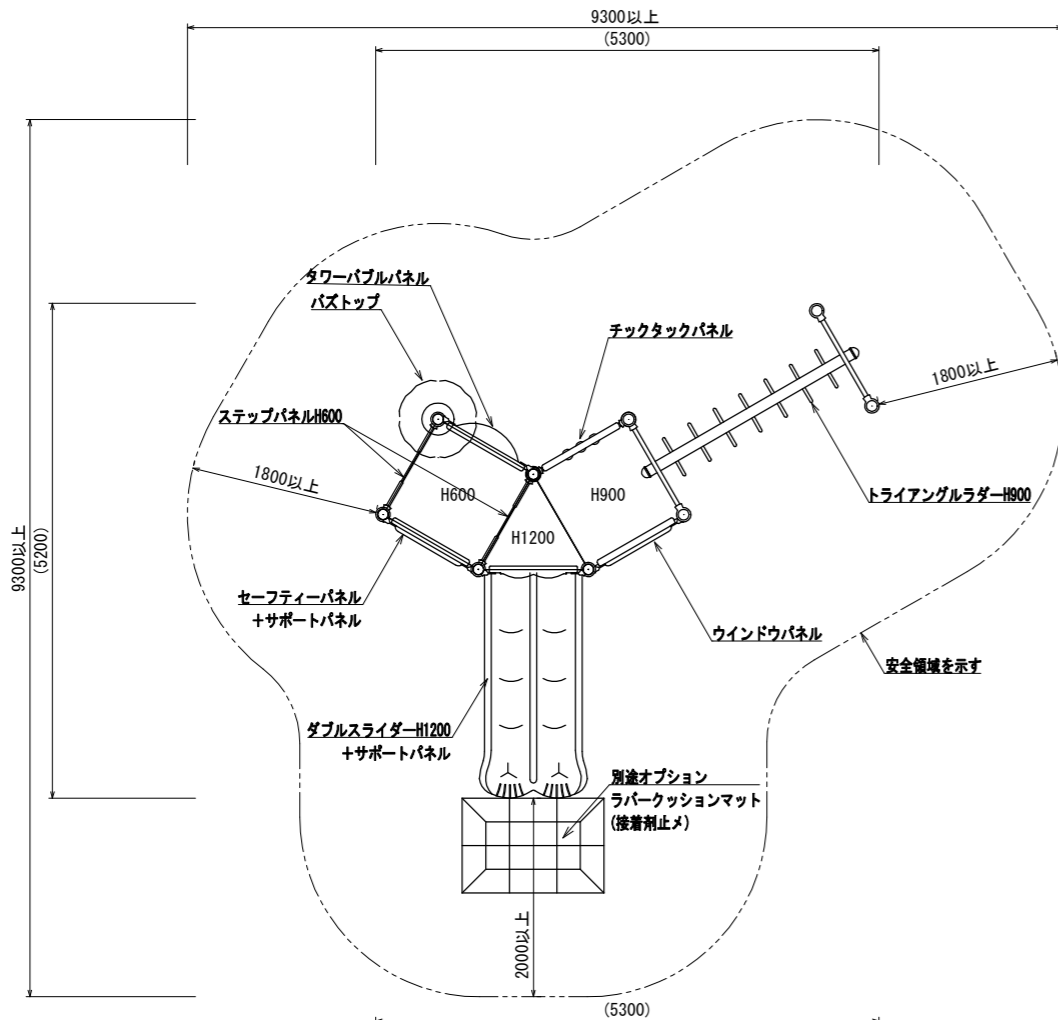 9300以上
(5300)
タワーバブルパネル
バズトップ
チックタックパネル
1800以上
ステップパネルH600
1800以上
H600
H900
トライアングルラダーH900
H1200
9300以上
(5200)
セーフティーパネル
+サポートパネル
ウインドウパネル
安全領域を示す
ダブルスライダーH1200
+サポートパネル
別途オプション
ラバークッションマット
(接着剤止メ)
2000以上
(5300)